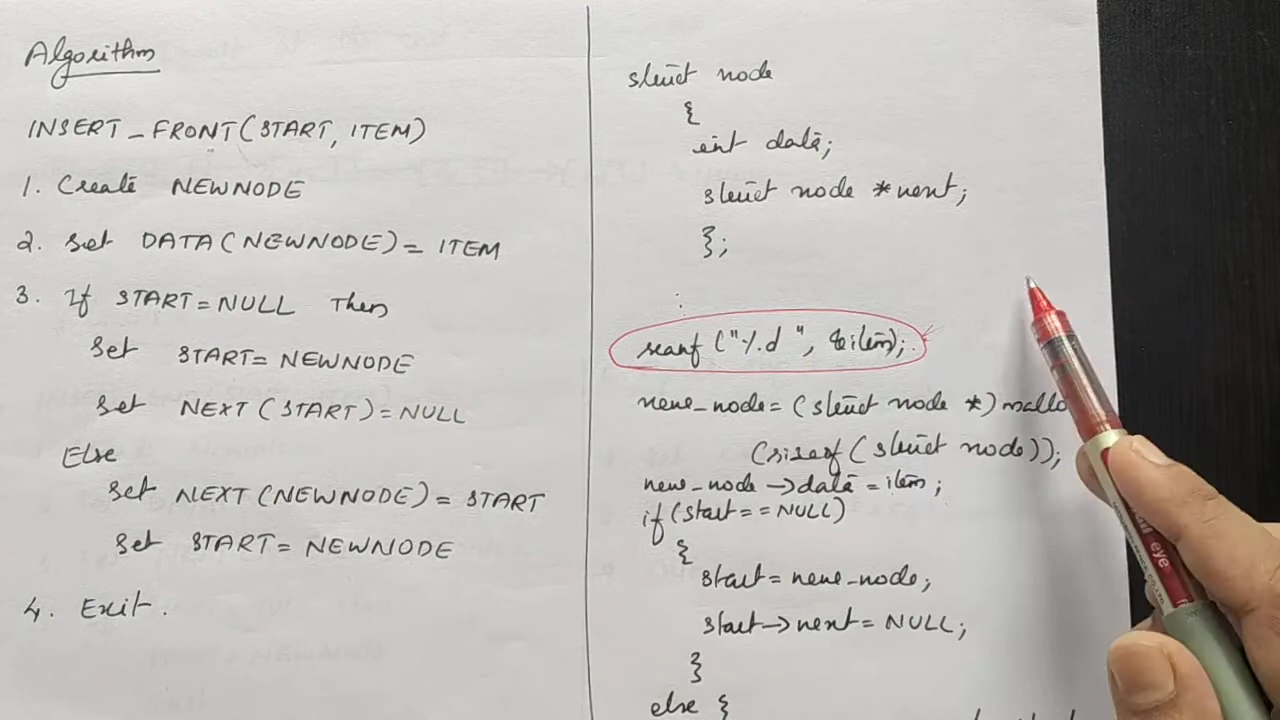 Algorithm
INSERT_FRONT(START, ITEM)
1. Create NEWNODE
2. Set DATA(NEWNODE) = ITEM
3. If START = NULL Then
Set START = NEWNODE
Set NEXT(START) = NULL
Else
Set NEXT(NEWNODE) = START
Set START = NEWNODE
4. Exit.
struct node
{
int data;
struct node *next;
};
scanf ("%d", &item);
new_node = (struct node *) mallo
(sizeof (struct node));
new_node -> data = item;
if (start == NULL)
{
start = new_node;
start -> next = NULL;
}
else {
eye